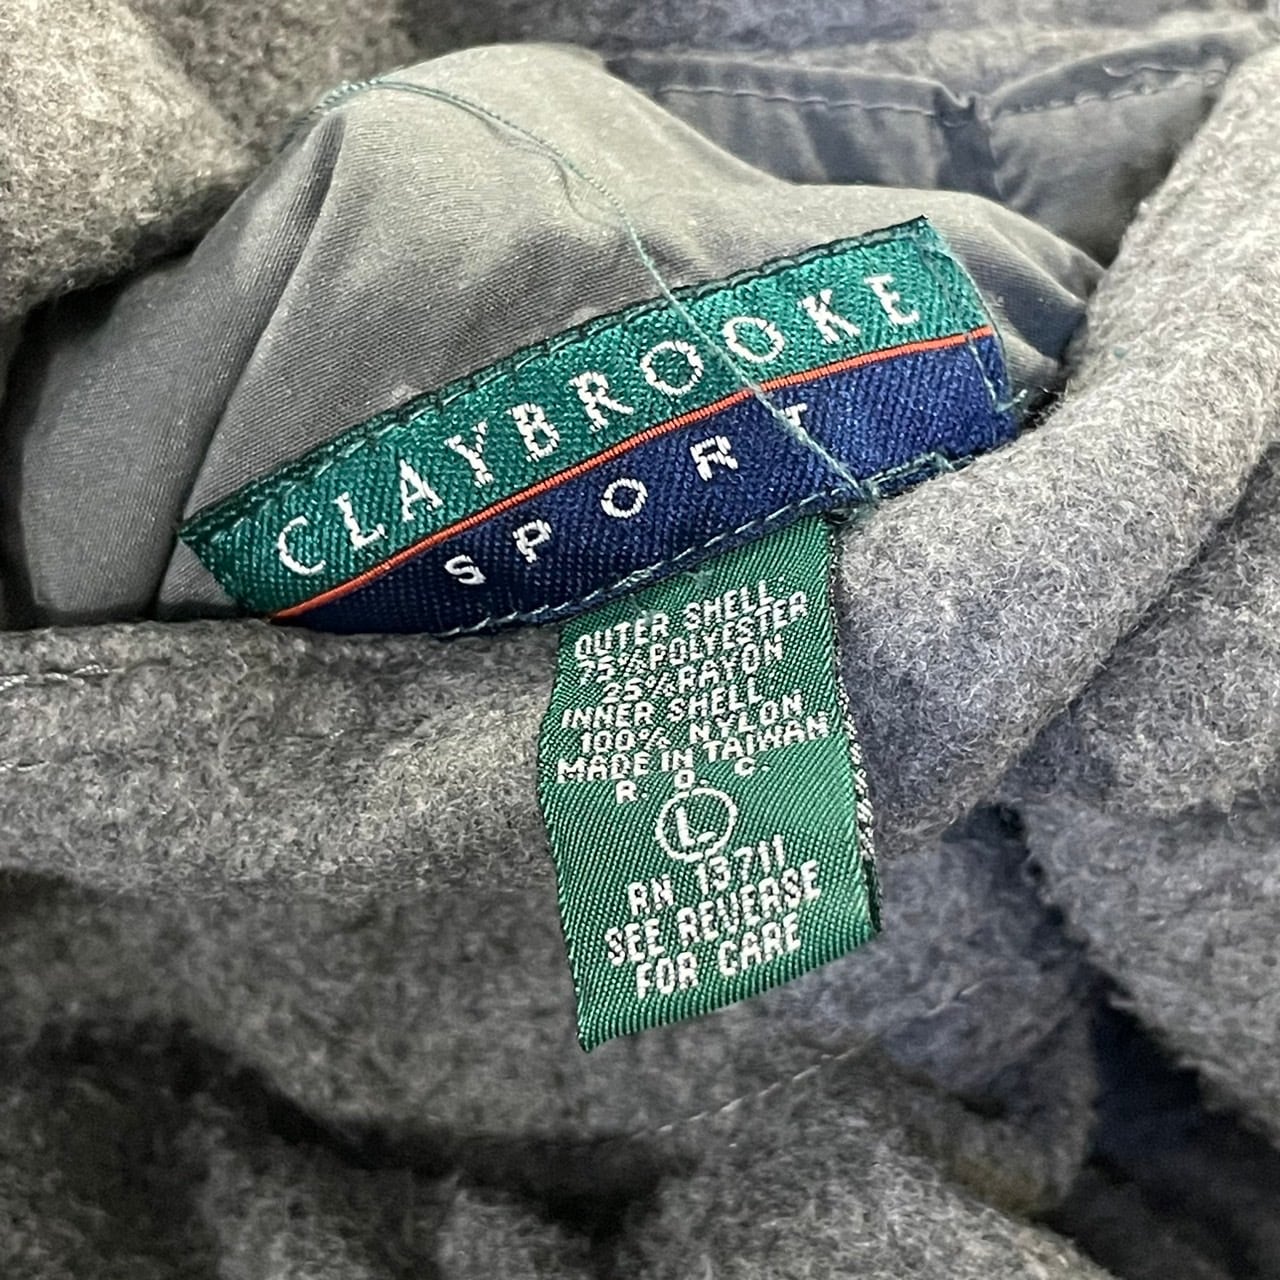 CLAYBROOKE
SPORT
OUTER SHELL
75% POLYESTER
25% RAYON
INNER SHELL
100% NYLON
MADE IN TAIWAN
R. O. C.
L
RN 13711
SEE REVERSE
FOR CARE